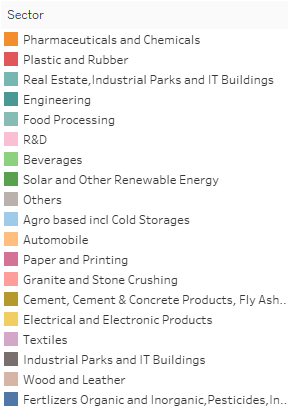 Sector
Pharmaceuticals and Chemicals
Plastic and Rubber
Real Estate,Industrial Parks and IT Buildings
Engineering
Food Processing
R&D
Beverages
Solar and Other Renewable Energy
Others
Agro based incl Cold Storages
Automobile
Paper and Printing
Granite and Stone Crushing
Cement, Cement & Concrete Products, Fly Ash..
Electrical and Electronic Products
Textiles
Industrial Parks and IT Buildings
Wood and Leather
Fertlizers Organic and Inorganic,Pesticides,In..